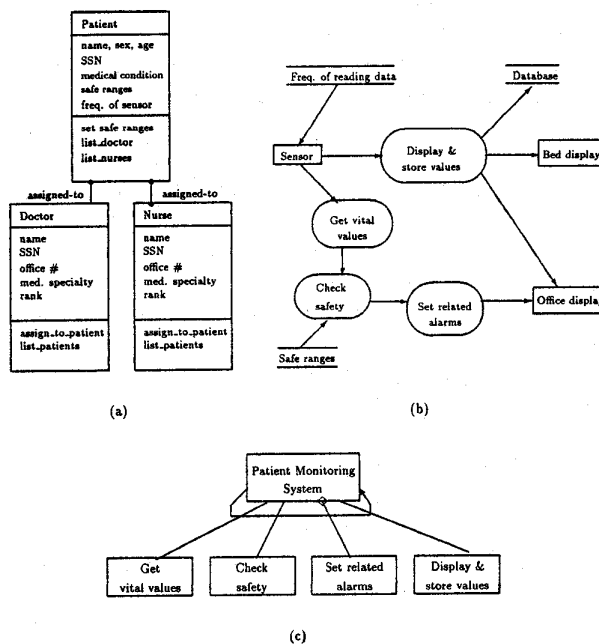 Patient
name, sex, age
SSN
medical condition
safe ranges
freq. of sensor
set safe ranges
list_doctor
list_nurses
assigned-to
assigned-to
Doctor
name
SSN
office #
med. specialty
rank
assign_to_patient
list_patients
Nurse
name
SSN
office #
med. specialty
rank
assign_to_patient
list_patients
(a)
Freq. of reading data
Database
Sensor
Display &
store values
Bed display
Get vital
values
Check
safety
Set related
alarms
Office display
Safe ranges
(b)
Patient Monitoring
System
Get
vital values
Check
safety
Set related
alarms
Display &
store values
(c)